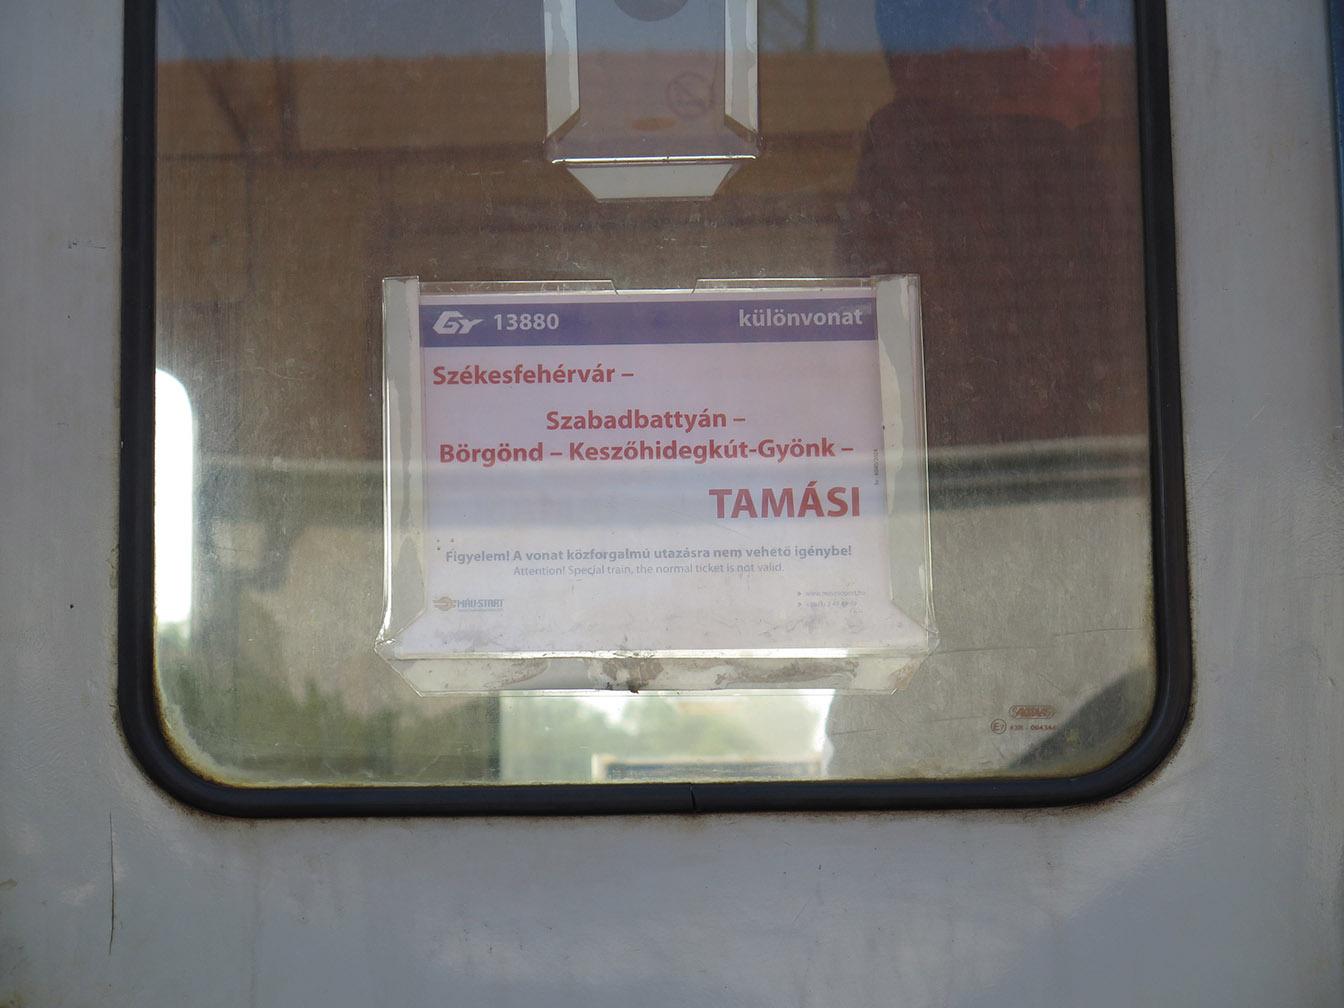 Gy 13880 különvonat
Székesfehérvár –
Szabadbattyán –
Börgönd – Keszőhidegkút-Gyönk –
TAMÁSI
Figyelem! A vonat közforgalmú utazásra nem vehető igénybe!
Attention! Special train, the normal ticket is not valid.
MÁV-START